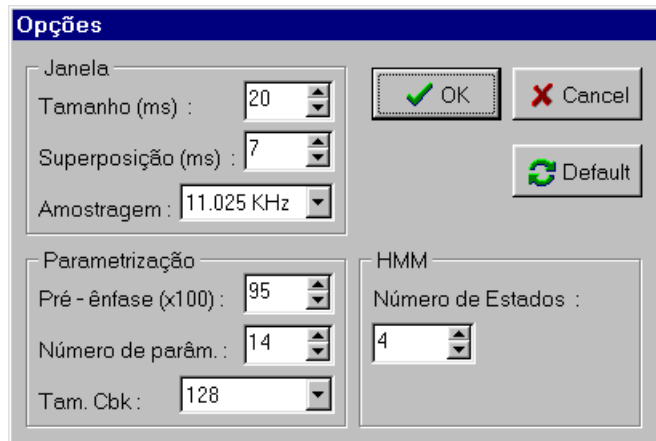 Opções
Janela
Tamanho (ms) : 20
Superposição (ms) : 7
Amostragem : 11.025 KHz
OK
Cancel
Default
Parametrização
Pré - ênfase (x100) : 95
Número de parâm. : 14
Tam. Cbk : 128
HMM
Número de Estados :
4